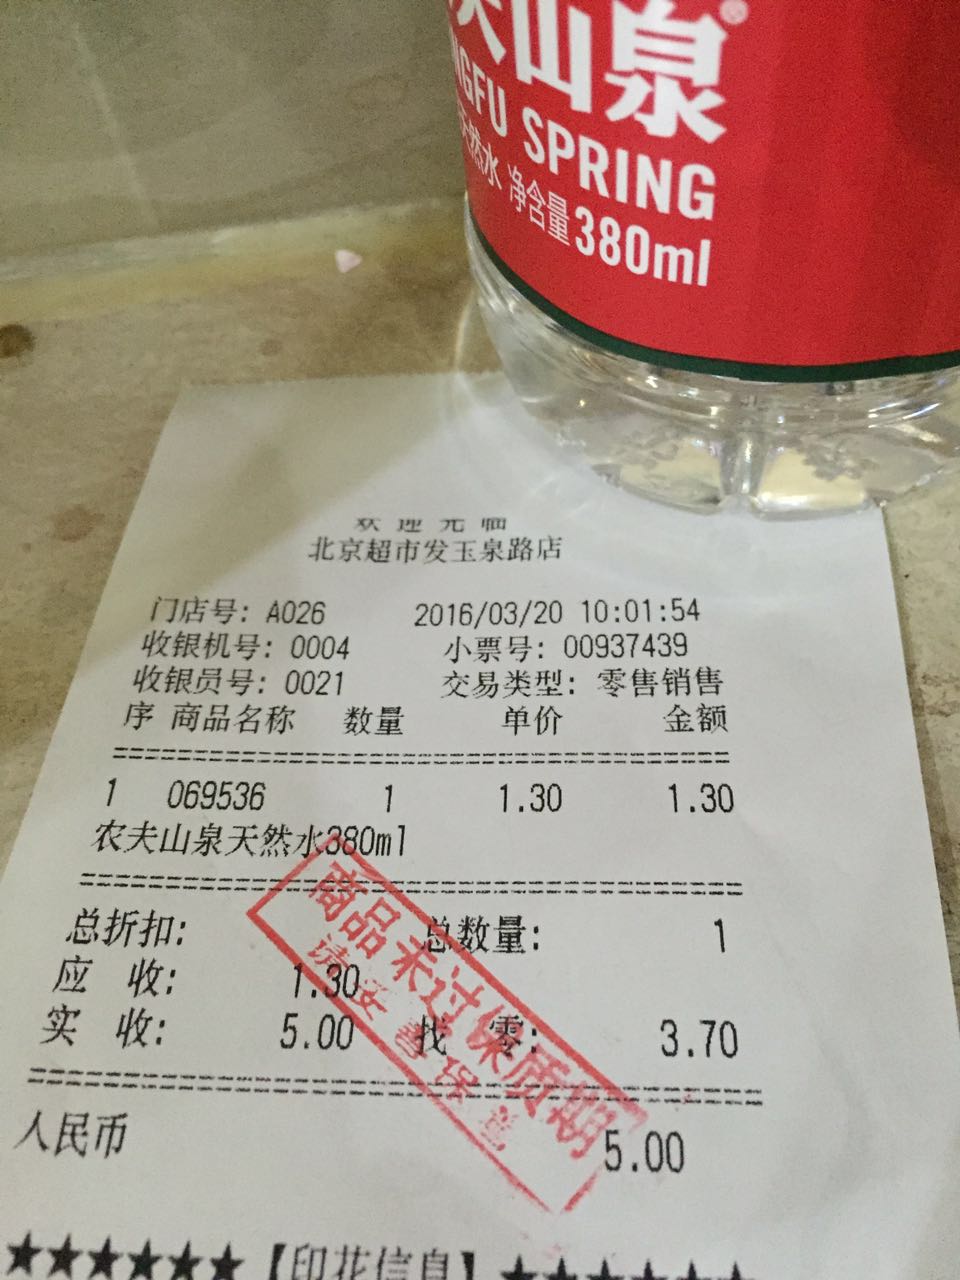 夫山泉®
NGFU SPRING
天然水 净含量380ml
欢迎光临
北京超市发玉泉路店
门店号: A026 2016/03/20 10:01:54
收银机号: 0004 小票号: 00937439
收银员号: 0021 交易类型: 零售销售
序 商品名称 数量 单价 金额
1 069536 1 1.30 1.30
农夫山泉天然水380ml
总折扣: 总数量: 1
应 收: 1.30
实 收: 5.00 找 零: 3.70
人民币 5.00
商品未过保质期
请妥善保管
★★★★★★【印花信息】★★★★★★